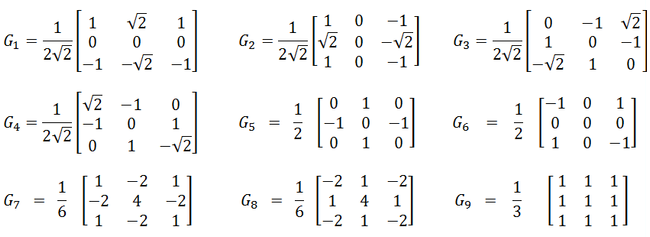 G₁ = 1/(2√2) [1 √2 1; 0 0 0; −1 −√2 −1]
G₂ = 1/(2√2) [1 0 −1; √2 0 −√2; 1 0 −1]
G₃ = 1/(2√2) [0 −1 √2; 1 0 −1; −√2 1 0]
G₄ = 1/(2√2) [√2 −1 0; −1 0 1; 0 1 −√2]
G₅ = 1/2 [0 1 0; −1 0 −1; 0 1 0]
G₆ = 1/2 [−1 0 1; 0 0 0; 1 0 −1]
G₇ = 1/6 [1 −2 1; −2 4 −2; 1 −2 1]
G₈ = 1/6 [−2 1 −2; 1 4 1; −2 1 −2]
G₉ = 1/3 [1 1 1; 1 1 1; 1 1 1]